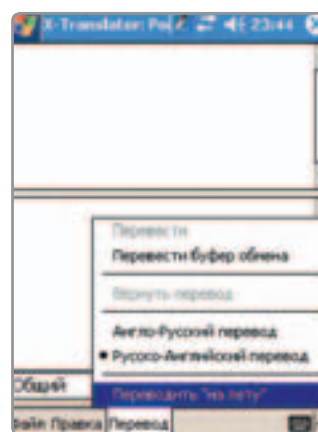 X-Translator: Po 23:44
Перевести
Перевести буфер обмена
Вернуть перевод
Англо-Русский перевод
Русско-Английский перевод
Общий
Переводить "на лету"
Файл Правка Перевод